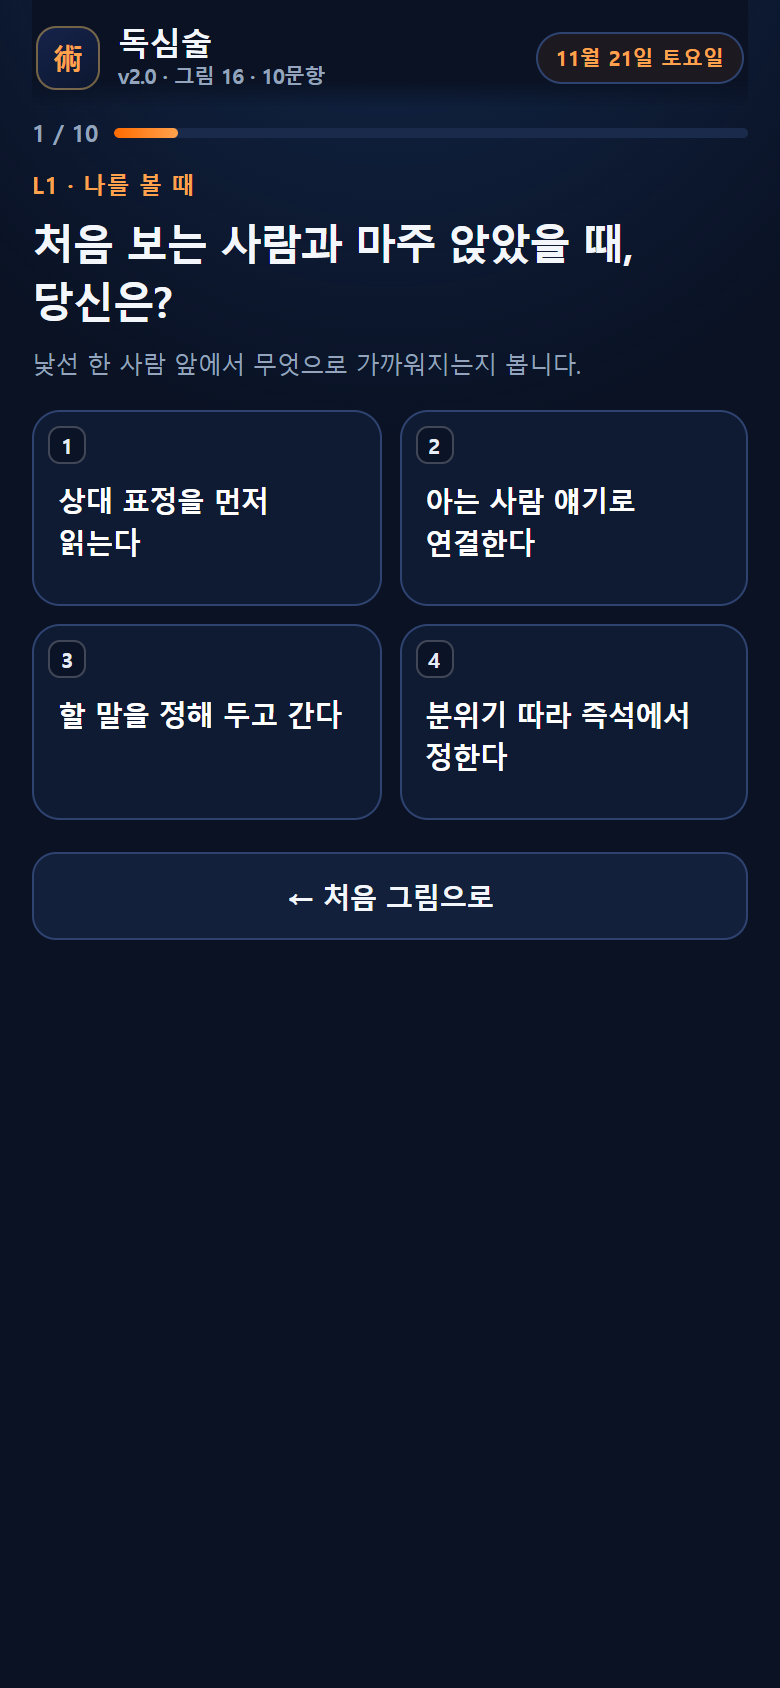 術
독심술
v2.0 · 그림 16 · 10문항
11월 21일 토요일
1 / 10
L1 · 나를 볼 때
처음 보는 사람과 마주 앉았을 때,
당신은?
낯선 한 사람 앞에서 무엇으로 가까워지는지 봅니다.
1
상대 표정을 먼저
읽는다
2
아는 사람 얘기로
연결한다
3
할 말을 정해 두고 간다
4
분위기 따라 즉석에서
정한다
← 처음 그림으로